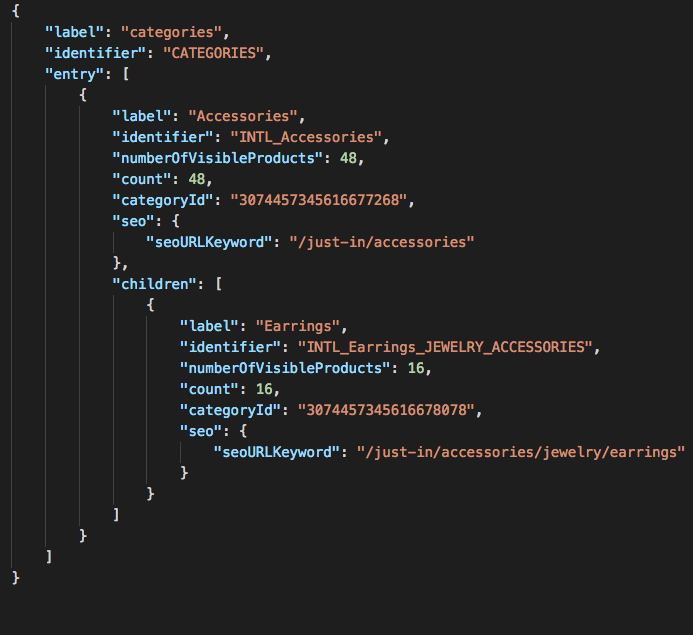 {
"label": "categories",
"identifier": "CATEGORIES",
"entry": [
{
"label": "Accessories",
"identifier": "INTL_Accessories",
"numberOfVisibleProducts": 48,
"count": 48,
"categoryId": "3074457345616677268",
"seo": {
"seoURLKeyword": "/just-in/accessories"
},
"children": [
{
"label": "Earrings",
"identifier": "INTL_Earrings_JEWELRY_ACCESSORIES",
"numberOfVisibleProducts": 16,
"count": 16,
"categoryId": "3074457345616678078",
"seo": {
"seoURLKeyword": "/just-in/accessories/jewelry/earrings"
}
}
]
}
]
}